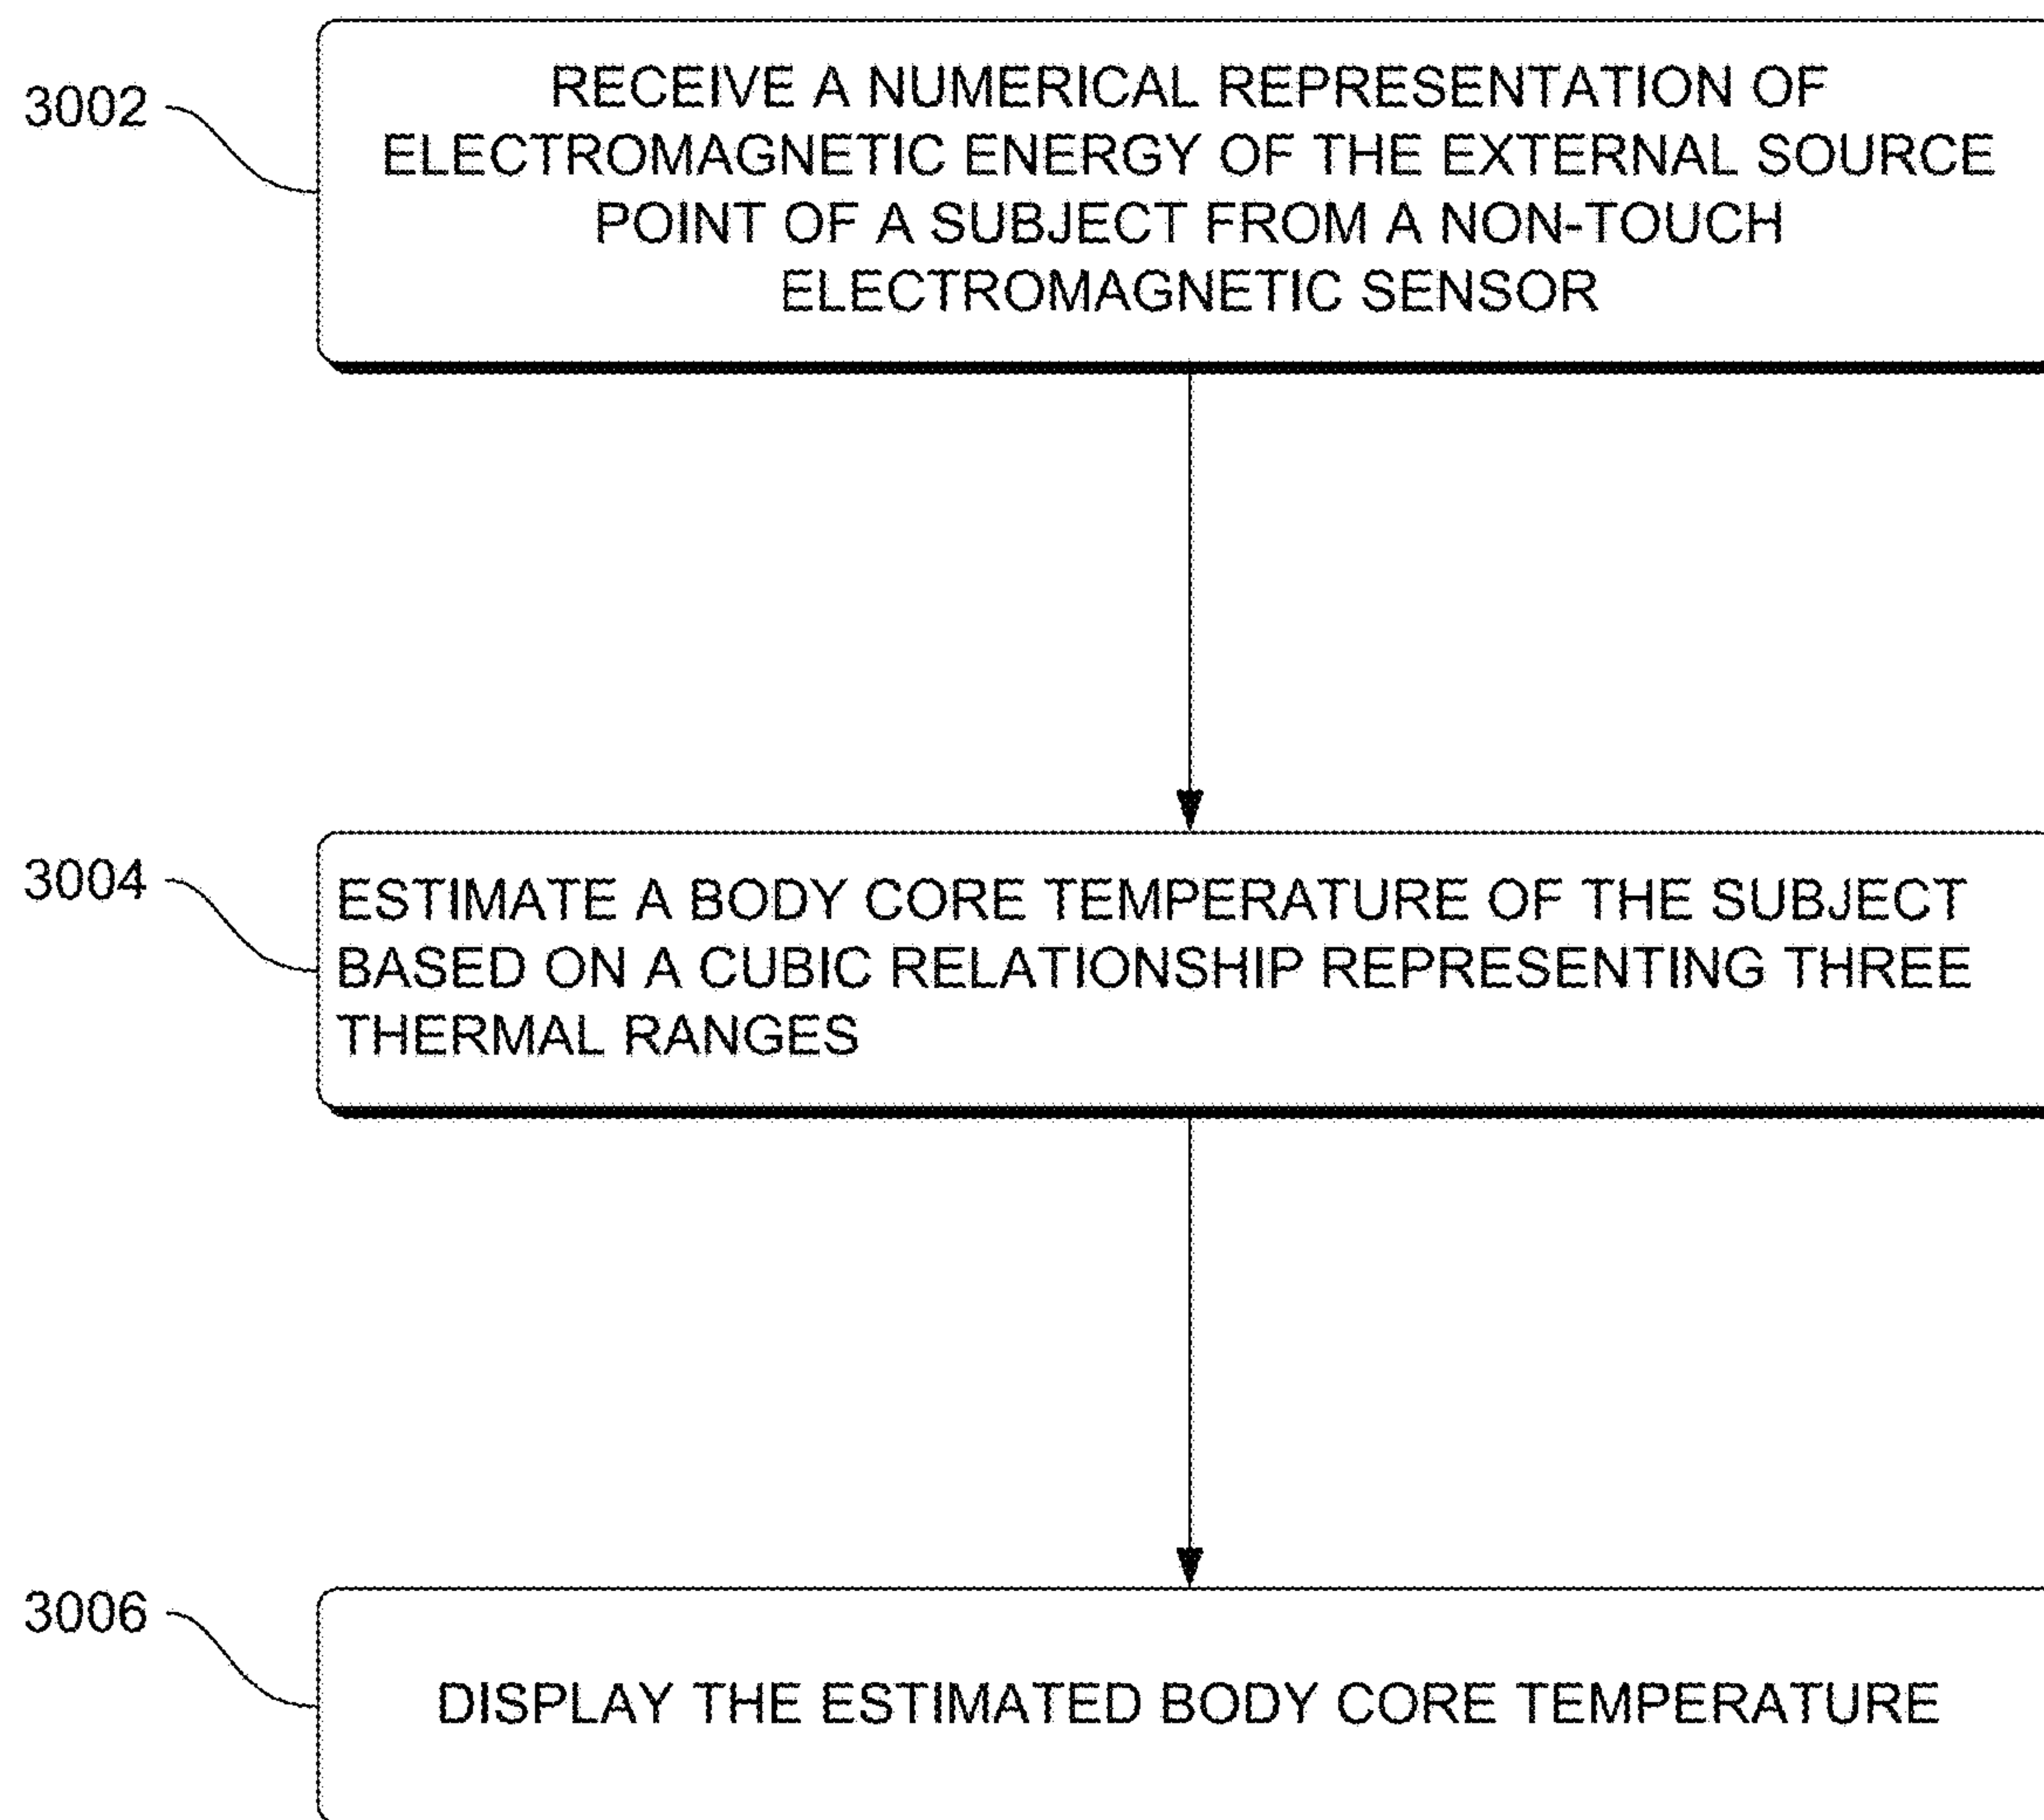 3002
RECEIVE A NUMERICAL REPRESENTATION OF
ELECTROMAGNETIC ENERGY OF THE EXTERNAL SOURCE
POINT OF A SUBJECT FROM A NON-TOUCH
ELECTROMAGNETIC SENSOR
3004
ESTIMATE A BODY CORE TEMPERATURE OF THE SUBJECT
BASED ON A CUBIC RELATIONSHIP REPRESENTING THREE
THERMAL RANGES
3006
DISPLAY THE ESTIMATED BODY CORE TEMPERATURE